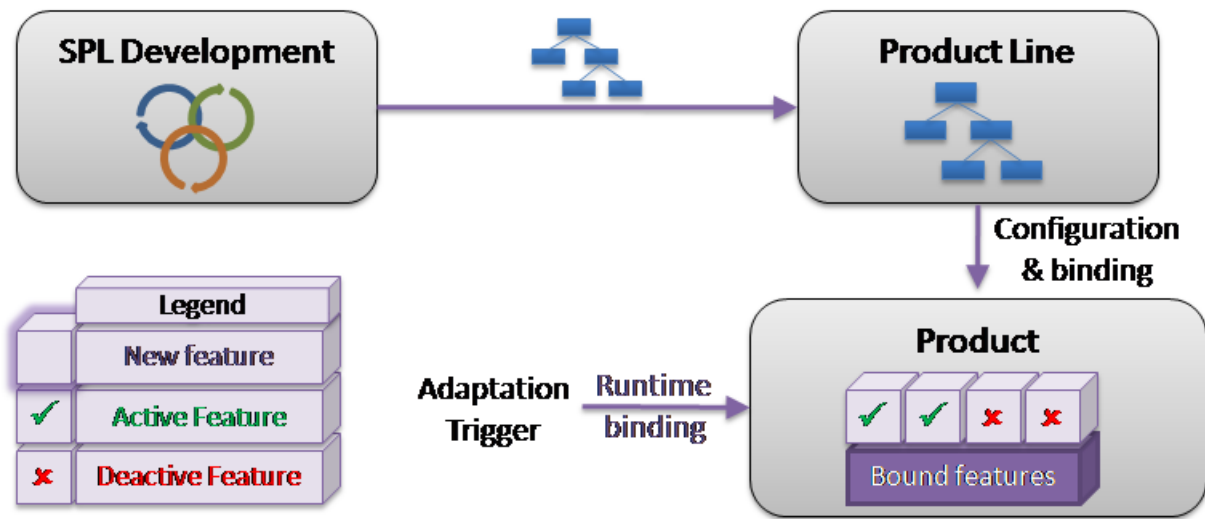 SPL Development
Product Line
Configuration
& binding
Legend
New feature
Active Feature
Deactive Feature
Adaptation
Trigger
Runtime
binding
Product
Bound features